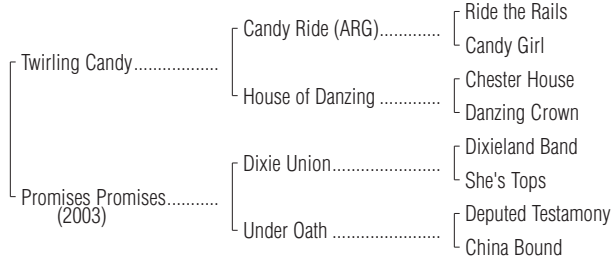 Ride the Rails
Candy Ride (ARG).............
Candy Girl
Twirling Candy..................
Chester House
House of Danzing .............
Danzing Crown
Dixieland Band
Dixie Union.......................
She's Tops
Promises Promises...........
(2003)
Deputed Testamony
Under Oath .......................
China Bound